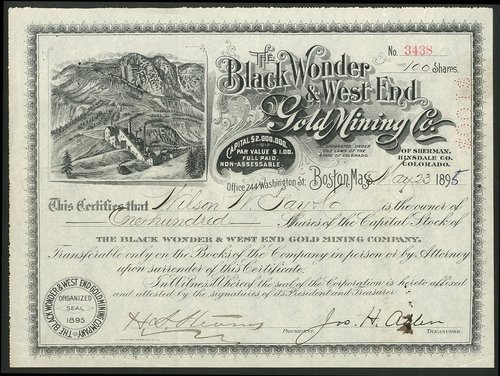 No. 3438
100 Shares.
THE
Black Wonder
& West End
Gold Mining Co.
CAPITAL $2,000,000.
PAR VALUE $1.00.
FULL PAID.
NON-ASSESSABLE.
INCORPORATED UNDER
THE LAWS OF THE
STATE OF COLORADO.
OF SHERMAN,
HINSDALE CO.
COLORADO.
Office 244 Washington St. Boston, Mass. May 23 1895
This Certifies that Wilson W. is the owner of
One hundred Shares of the Capital Stock of
THE BLACK WONDER & WEST END GOLD MINING COMPANY.
Transferable only on the Books of the Company in person or by Attorney
upon surrender of this Certificate.
In Witness Whereof the seal of the Corporation is hereto affixed
and attested by the signatures of its President and Treasurer.
THE BLACK WONDER & WEST END GOLD MINING COMPANY
ORGANIZED
SEAL
1895
PRESIDENT. Jos. H. TREASURER.